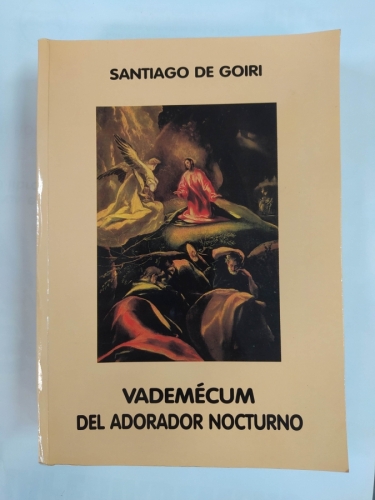 SANTIAGO DE GOIRI
VADEMÉCUM
DEL ADORADOR NOCTURNO